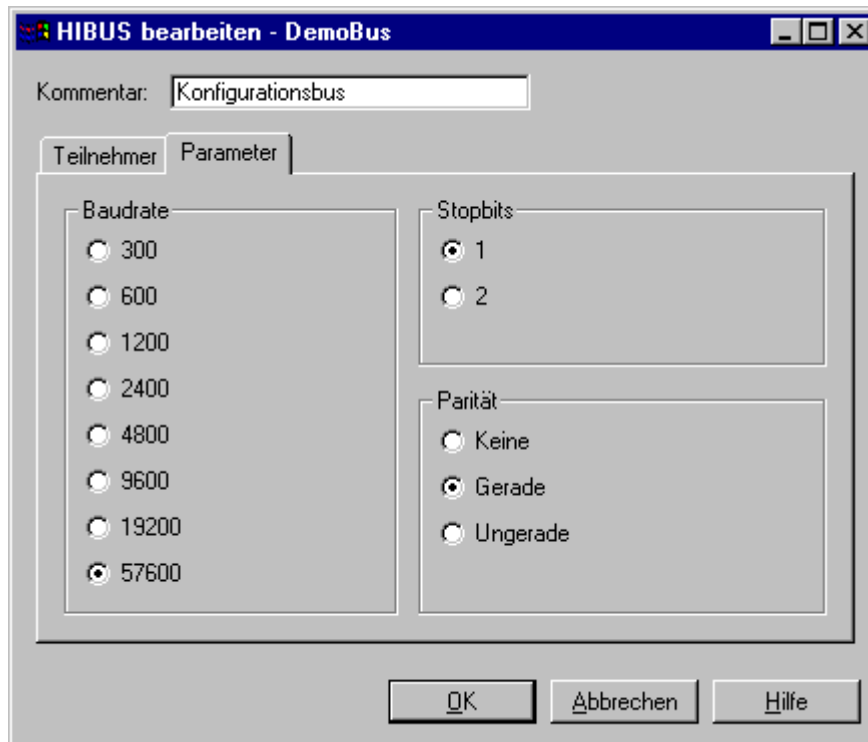 HIBUS bearbeiten - DemoBus
Kommentar: Konfigurationsbus
Teilnehmer Parameter
Baudrate
300
600
1200
2400
4800
9600
19200
57600
Stopbits
1
2
Parität
Keine
Gerade
Ungerade
OK Abbrechen Hilfe